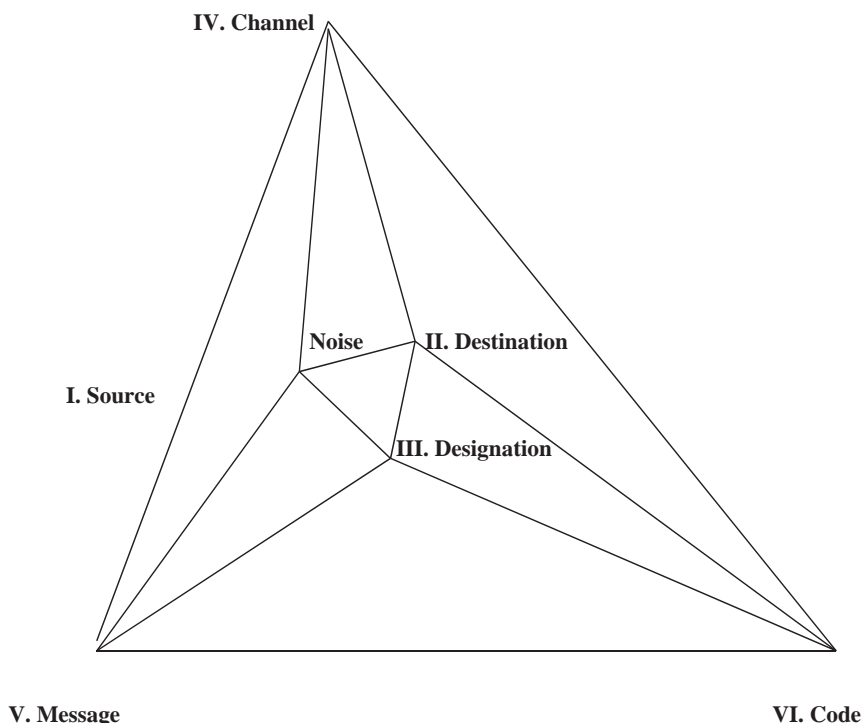 IV. Channel
Noise
II. Destination
I. Source
III. Designation
V. Message
VI. Code